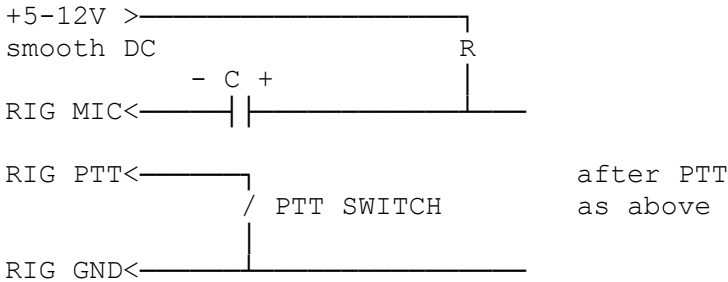 +5-12V >
smooth DC R
- C +
RIG MIC<
RIG PTT< after PTT
/ PTT SWITCH as above
RIG GND<